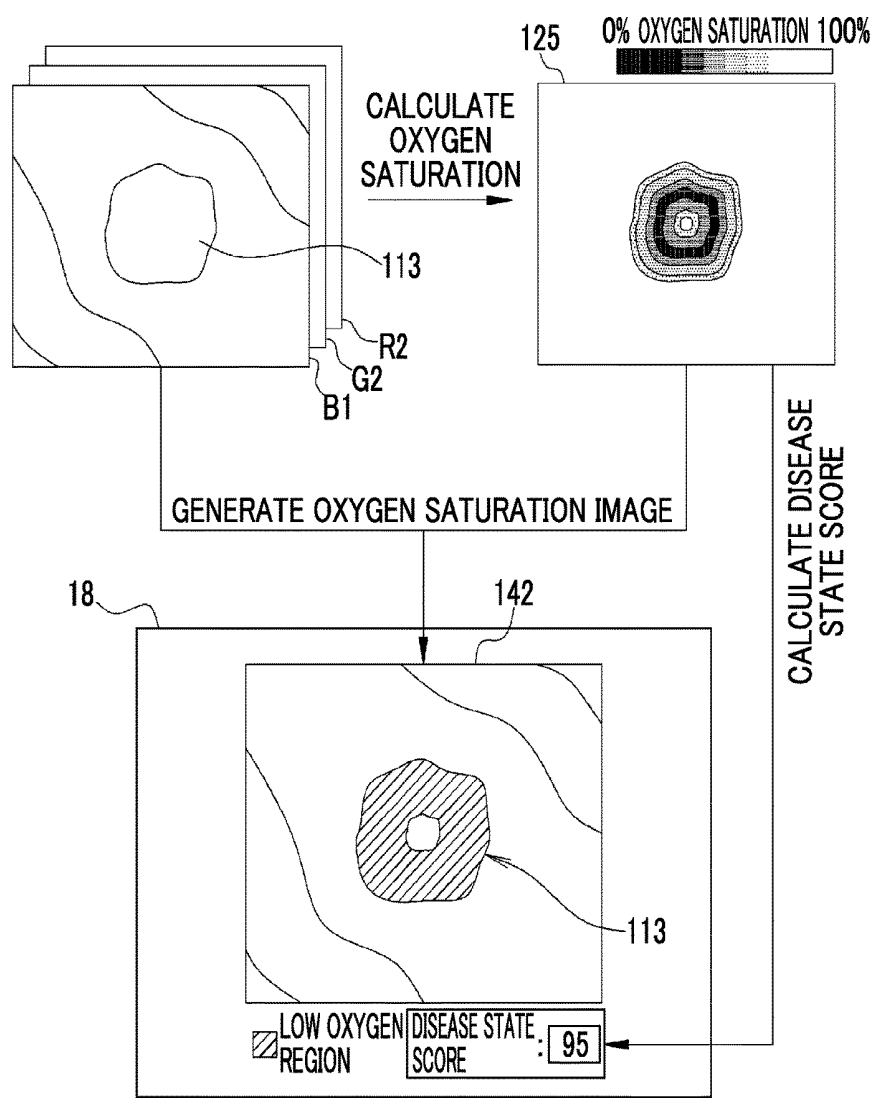 0% OXYGEN SATURATION 100%
125
CALCULATE
OXYGEN
SATURATION
113
R2
G2
B1
GENERATE OXYGEN SATURATION IMAGE
CALCULATE DISEASE
STATE SCORE
18
142
113
LOW OXYGEN
REGION
DISEASE STATE
SCORE : 95